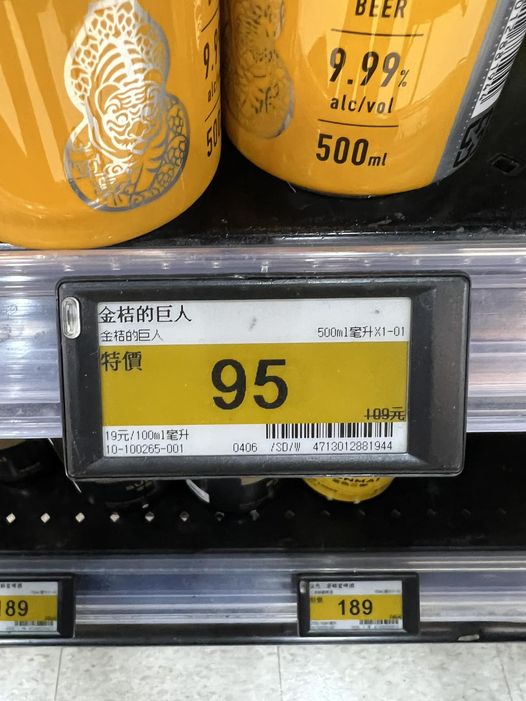 BEER
9.99%
alc/vol
500ml
金桔的巨人
金桔的巨人
500ml毫升X1-01
特價
95
109元
19元/100ml毫升
10-100265-001
0406 /SD/W 4713012881944
189
189